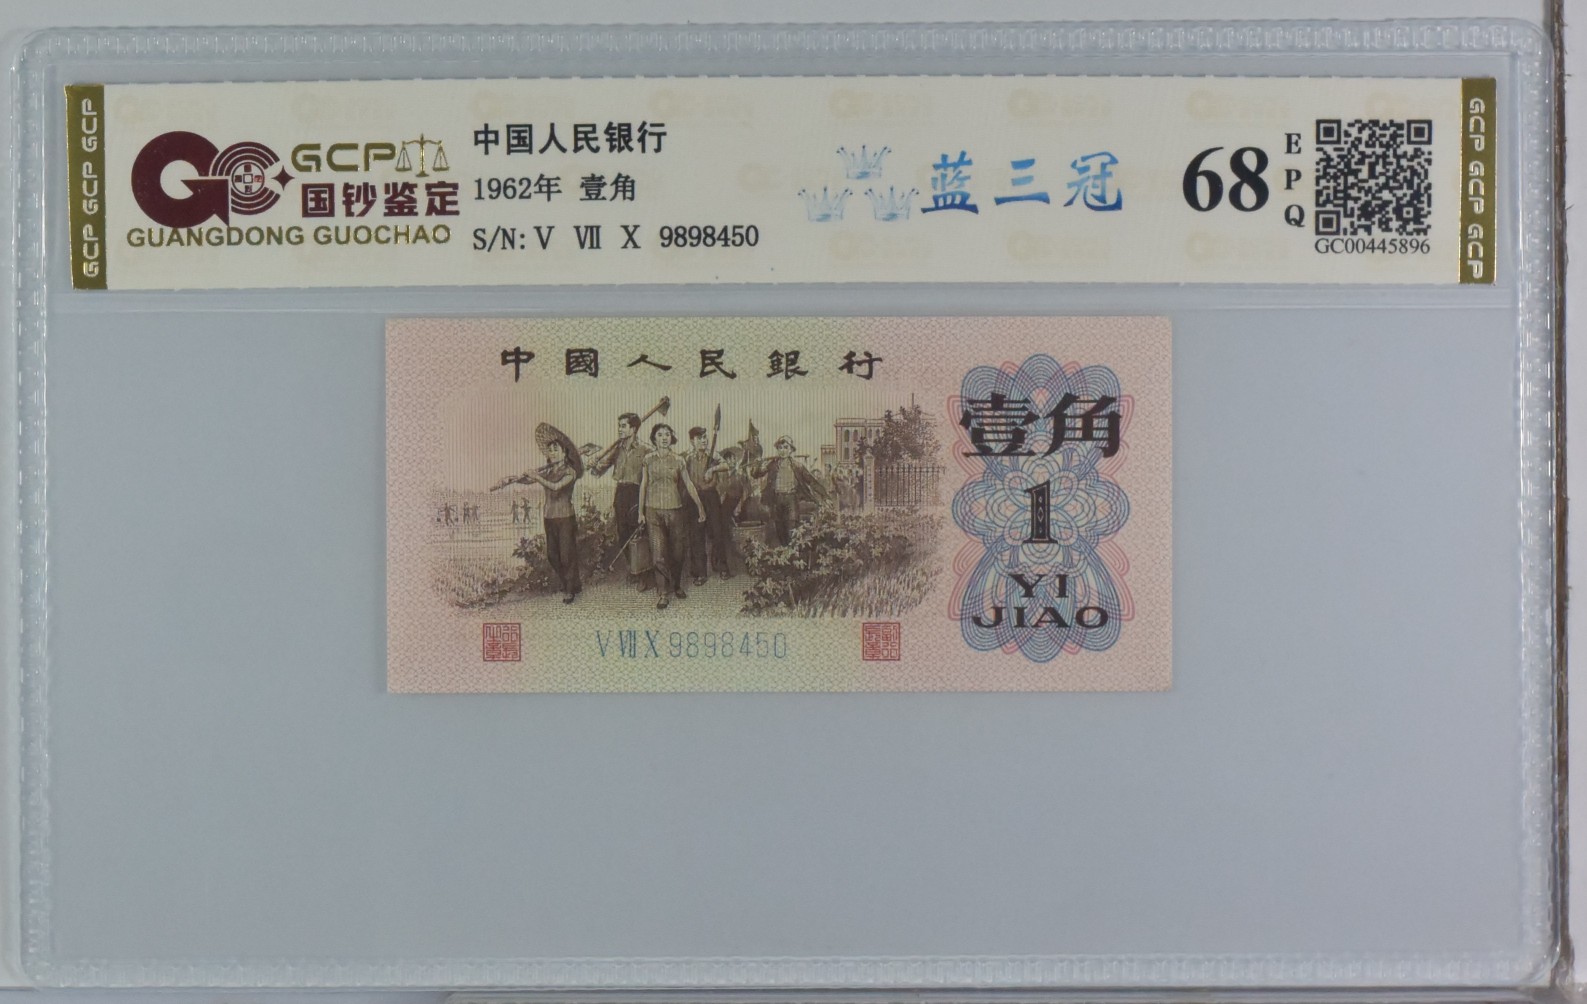 GCP GCP GCP
GCP
国钞鉴定
GUANGDONG GUOCHAO
中国人民银行
1962年 壹角
S/N: V Ⅶ X 9898450
蓝三冠
68
EPQ
GC00445896
GCP GCP GCP
中國人民銀行
壹角
1
YI
JIAO
V Ⅶ X 9898450